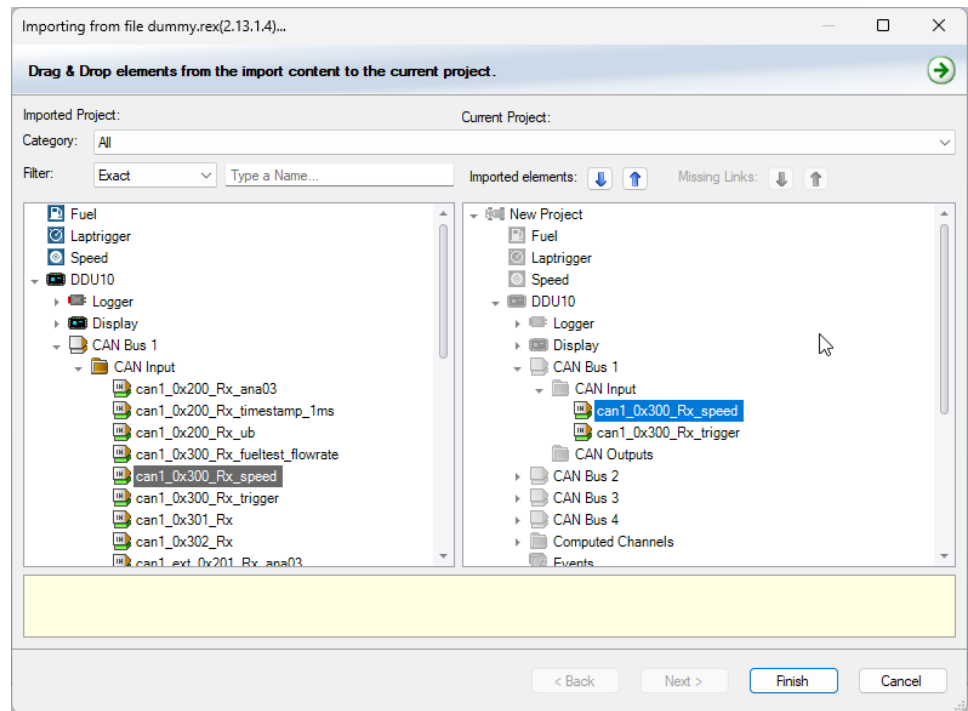 Importing from file dummy.rex(2.13.1.4)...
Drag & Drop elements from the import content to the current project.
Imported Project:
Current Project:
Category: All
Filter: Exact Type a Name...
Imported elements: Missing Links:
Fuel
Laptrigger
Speed
DDU10
Logger
Display
CAN Bus 1
CAN Input
can1_0x200_Rx_ana03
can1_0x200_Rx_timestamp_1ms
can1_0x200_Rx_ub
can1_0x300_Rx_fueltest_flowrate
can1_0x300_Rx_speed
can1_0x300_Rx_trigger
can1_0x301_Rx
can1_0x302_Rx
can1_ext_0x201_Rx_ana03
New Project
Fuel
Laptrigger
Speed
DDU10
Logger
Display
CAN Bus 1
CAN Input
can1_0x300_Rx_speed
can1_0x300_Rx_trigger
CAN Outputs
CAN Bus 2
CAN Bus 3
CAN Bus 4
Computed Channels
Events
< Back Next > Finish Cancel